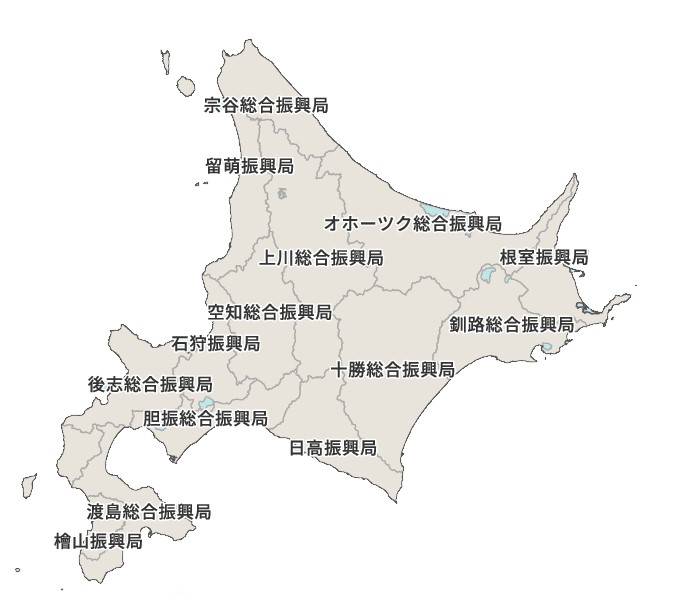 宗谷総合振興局
留萌振興局
オホーツク総合振興局
上川総合振興局
根室振興局
空知総合振興局
釧路総合振興局
石狩振興局
十勝総合振興局
後志総合振興局
胆振総合振興局
日高振興局
渡島総合振興局
檜山振興局